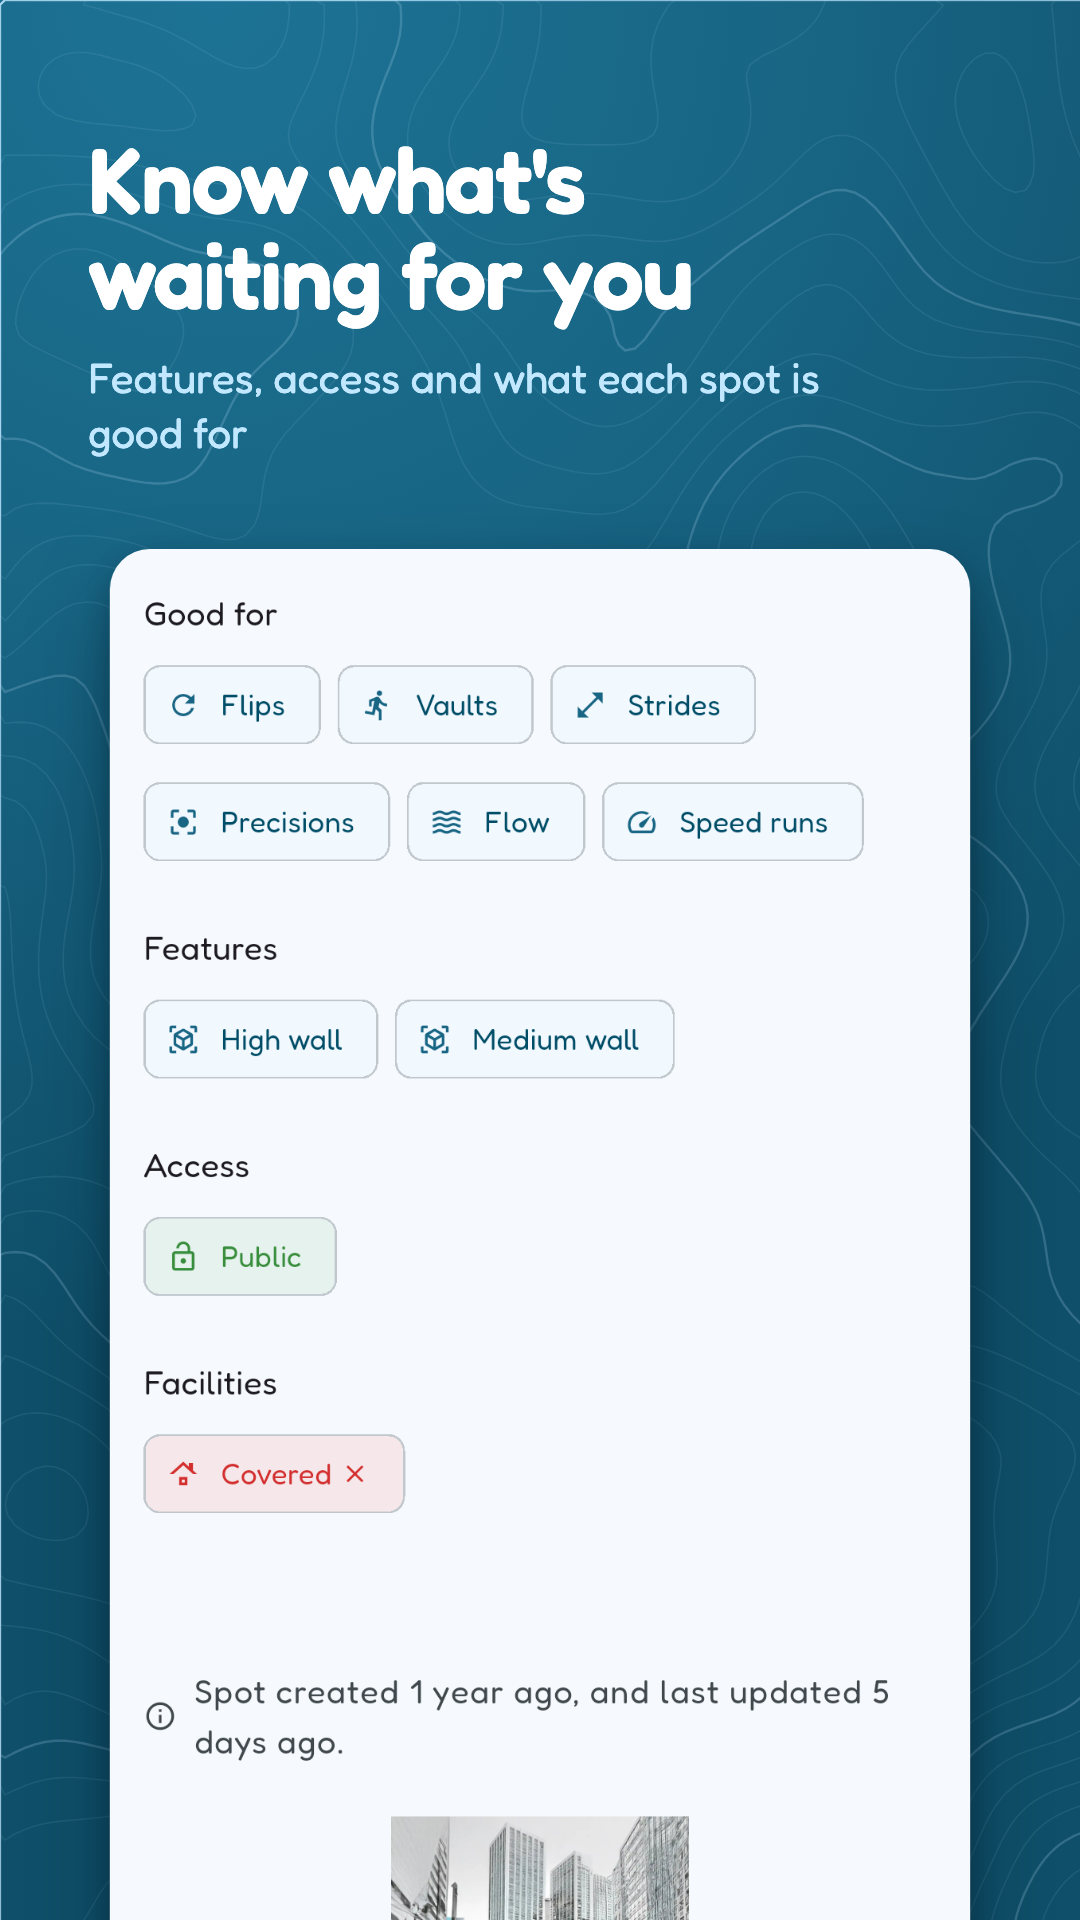 Know what's
waiting for you
Features, access and what each spot is
good for
Good for
Flips Vaults Strides
Precisions Flow Speed runs
Features
High wall Medium wall
Access
Public
Facilities
Covered ×
Spot created 1 year ago, and last updated 5
days ago.